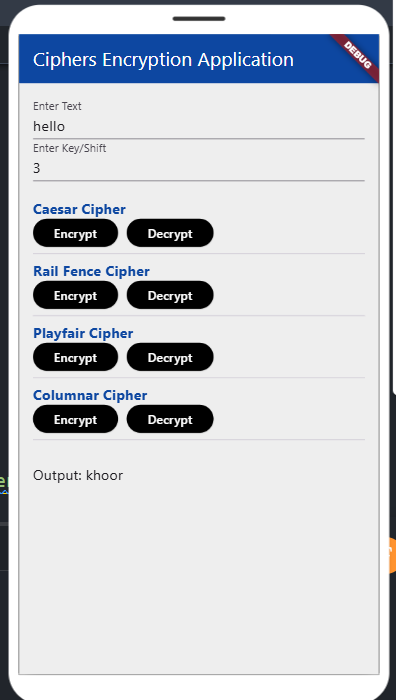 Ciphers Encryption Application
DEBUG
Enter Text
hello
Enter Key/Shift
3
Caesar Cipher
Encrypt Decrypt
Rail Fence Cipher
Encrypt Decrypt
Playfair Cipher
Encrypt Decrypt
Columnar Cipher
Encrypt Decrypt
Output: khoor